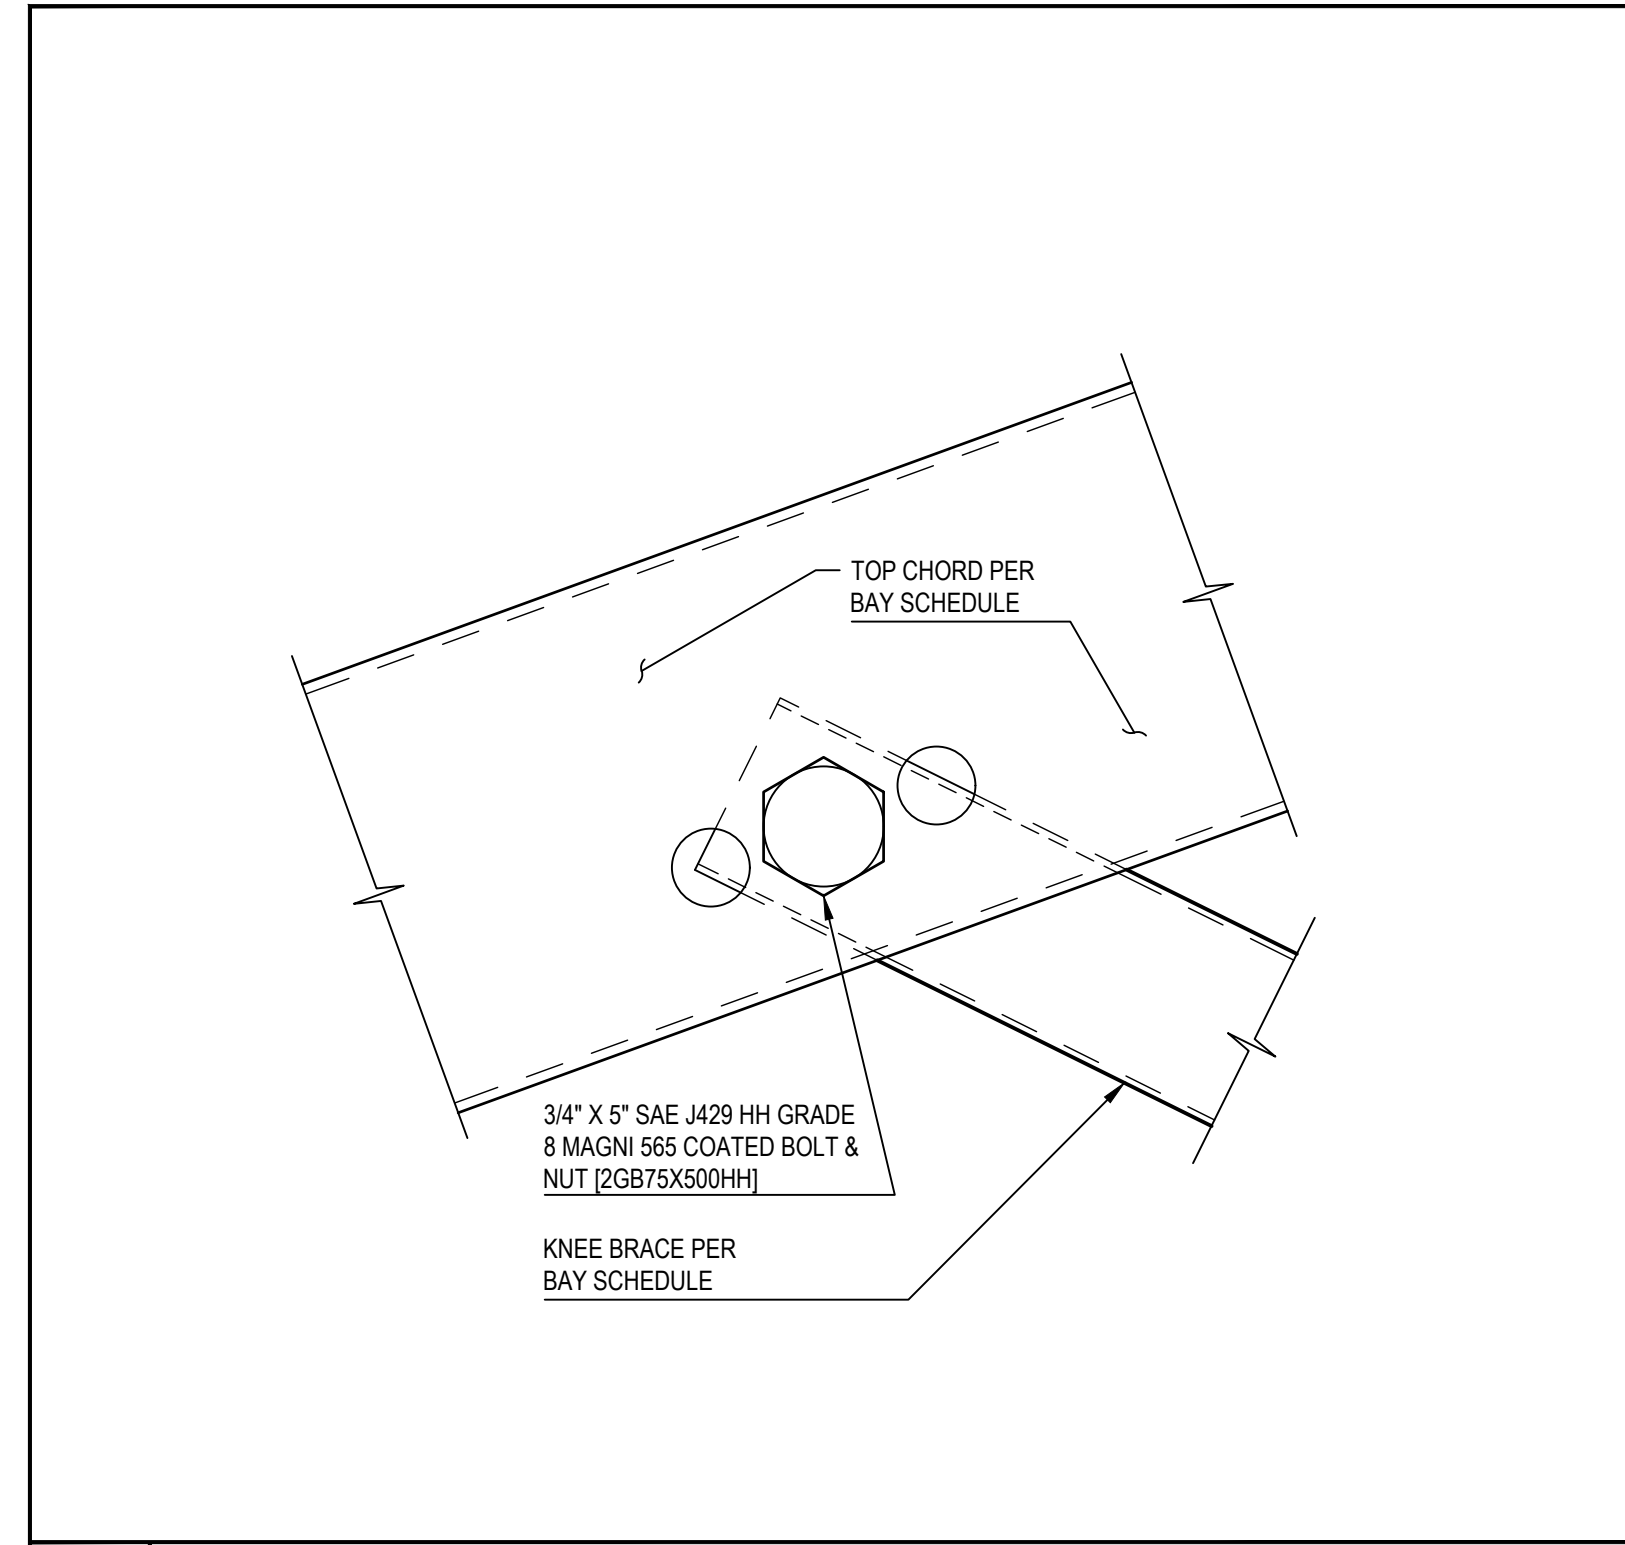 TOP CHORD PER
BAY SCHEDULE
3/4" X 5" SAE J429 HH GRADE
8 MAGNI 565 COATED BOLT &
NUT [2GB75X500HH]
KNEE BRACE PER
BAY SCHEDULE